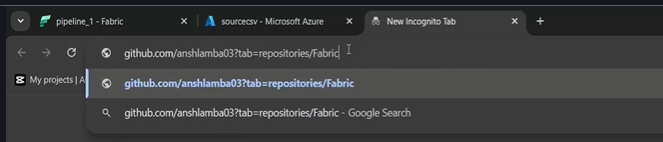 pipeline_1 - Fabric
sourcecsv - Microsoft Azure
New Incognito Tab
github.com/anshlamba03?tab=repositories/Fabric
My projects | A
github.com/anshlamba03?tab=repositories/Fabric
github.com/anshlamba03?tab=repositories/Fabric - Google Search